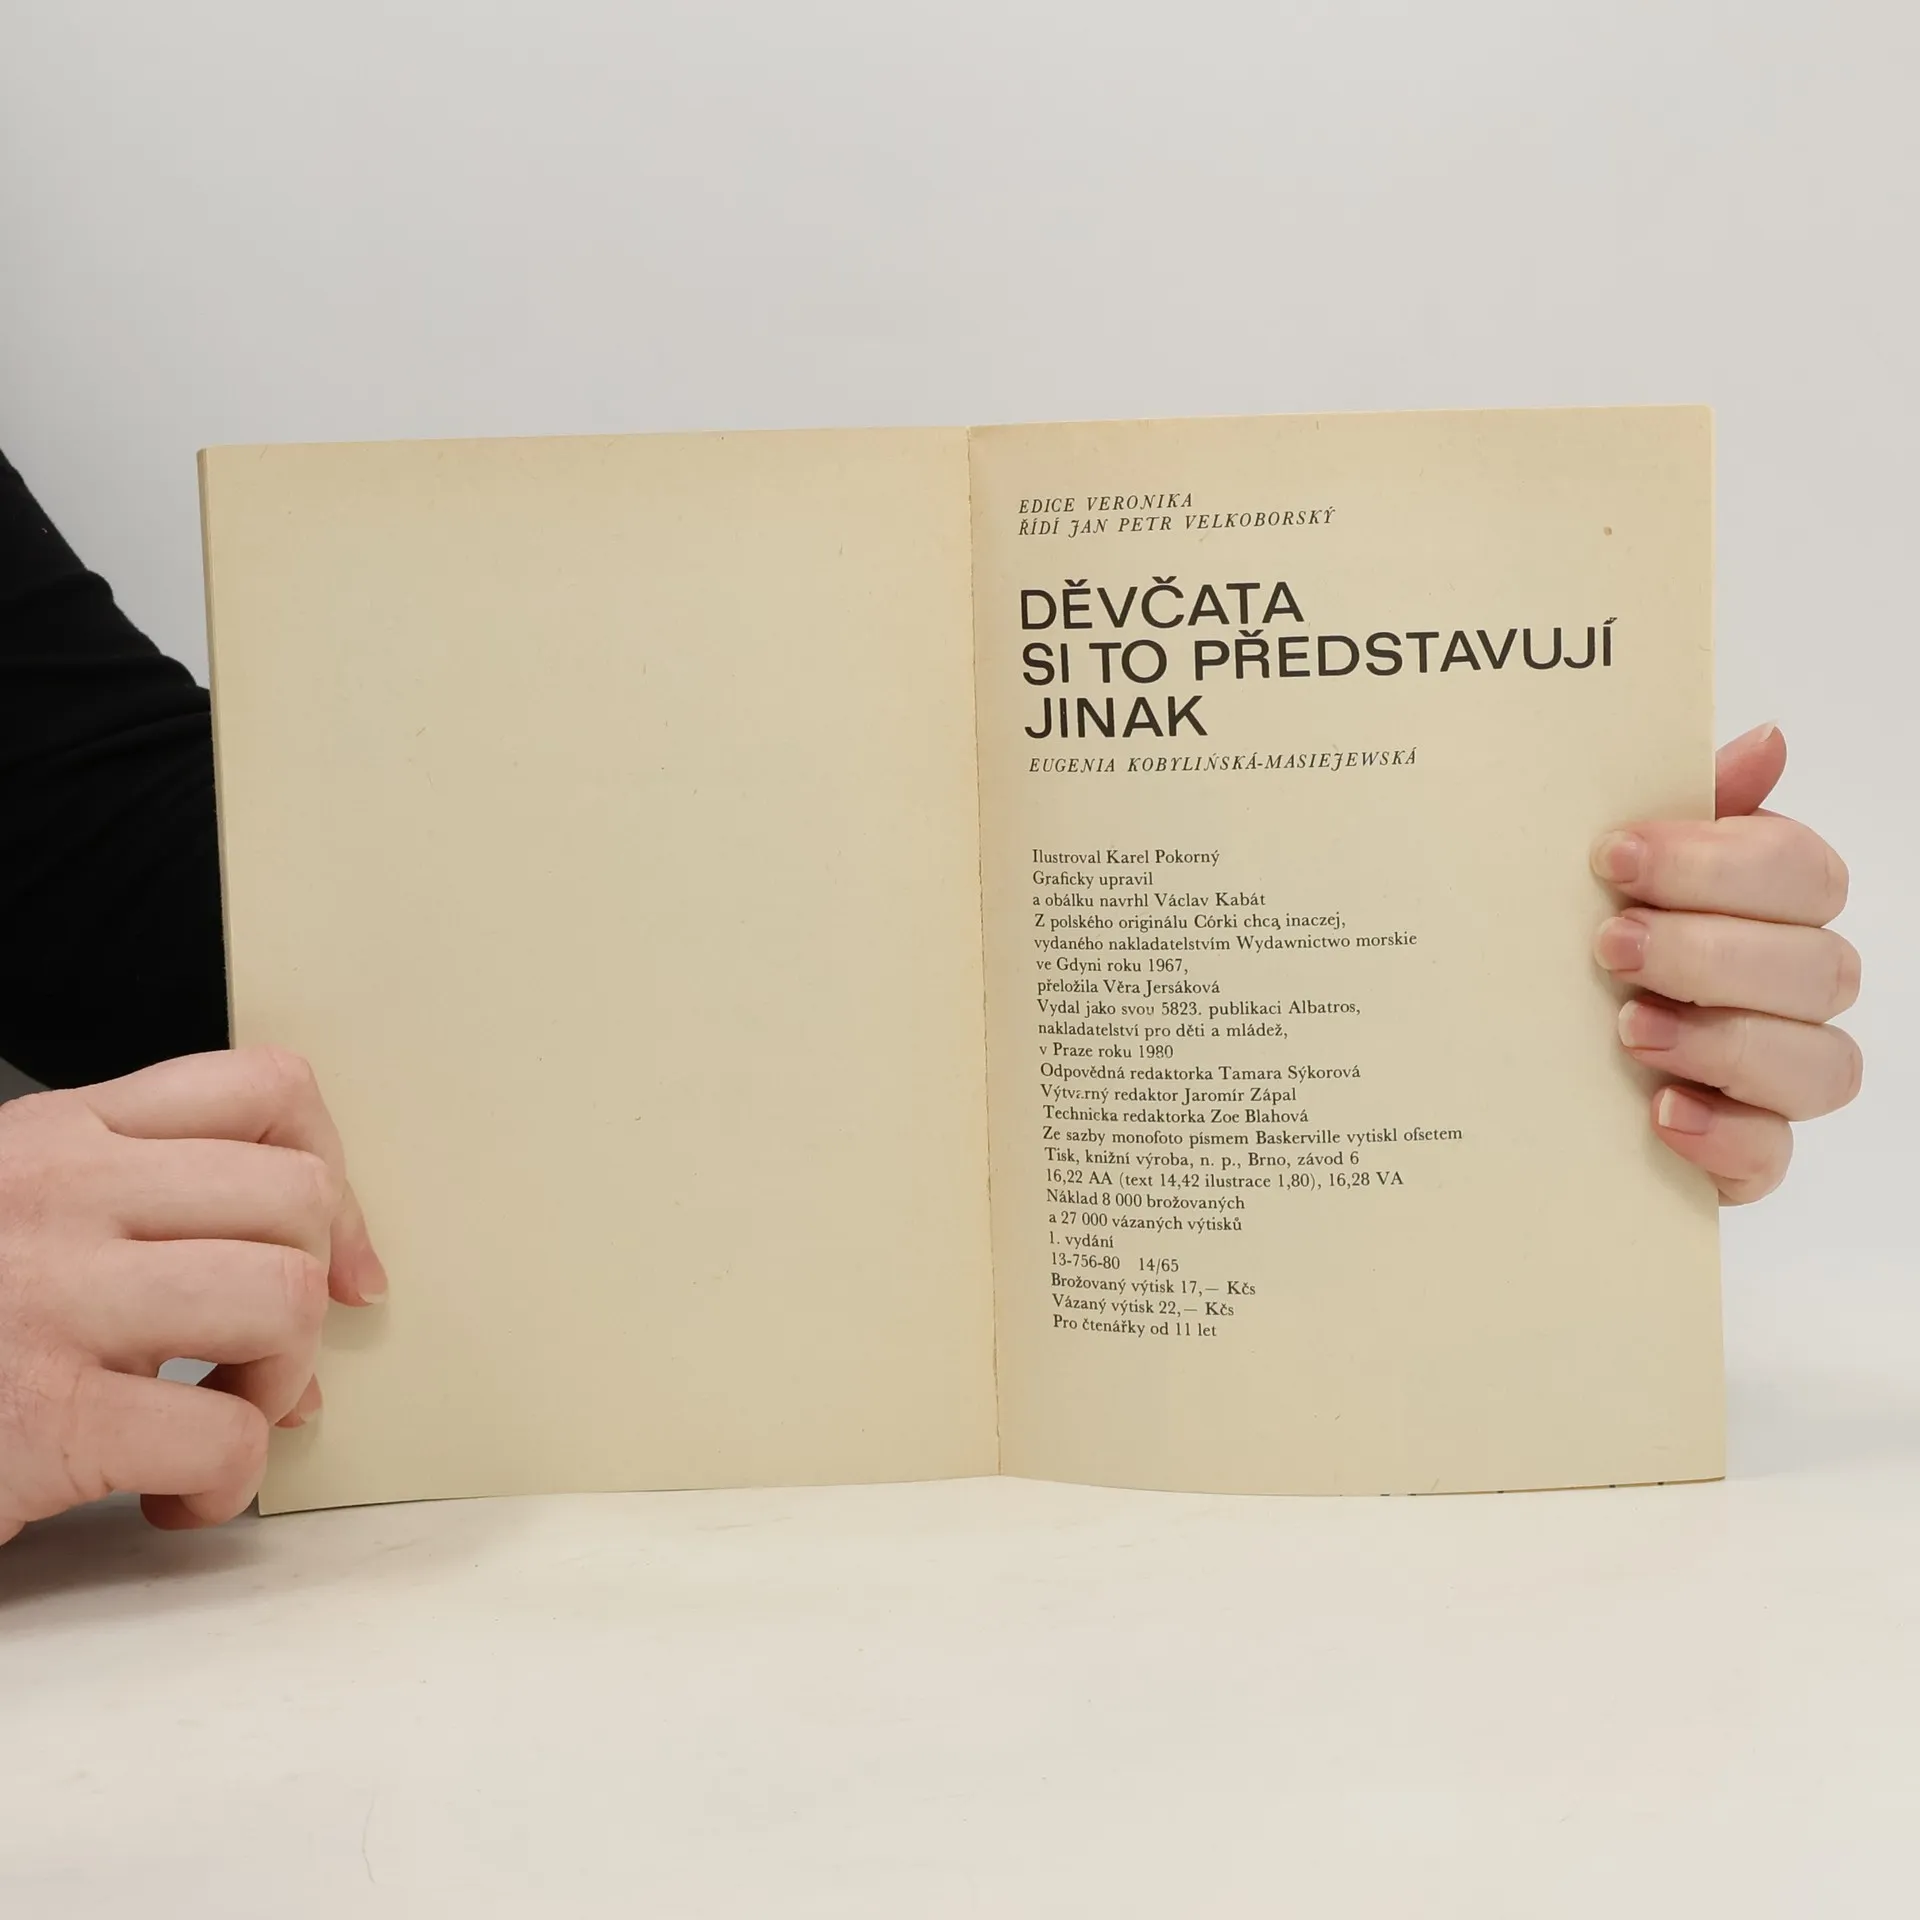 EDICE VERONIKA
ŘÍDÍ JAN PETR VELKOBORSKÝ
DĚVČATA
SI TO PŘEDSTAVUJÍ
JINAK
EUGENIA KOBYLIŃSKÁ-MASIEJEWSKÁ
Ilustroval Karel Pokorný
Graficky upravil
a obálku navrhl Václav Kabát
Z polského originálu Córki chcą inaczej,
vydaného nakladatelstvím Wydawnictwo morskie
ve Gdyni roku 1967,
přeložila Věra Jersáková
Vydal jako svou 5823. publikaci Albatros,
nakladatelství pro děti a mládež,
v Praze roku 1980
Odpovědná redaktorka Tamara Sýkorová
Výtvarný redaktor Jaromír Zápal
Technicka redaktorka Zoe Blahová
Ze sazby monofoto písmem Baskerville vytiskl ofsetem
Tisk, knižní výroba, n. p., Brno, závod 6
16,22 AA (text 14,42 ilustrace 1,80), 16,28 VA
Náklad 8 000 brožovaných
a 27 000 vázaných výtisků
1. vydání
13-756-80 14/65
Brožovaný výtisk 17,— Kčs
Vázaný výtisk 22,— Kčs
Pro čtenářky od 11 let